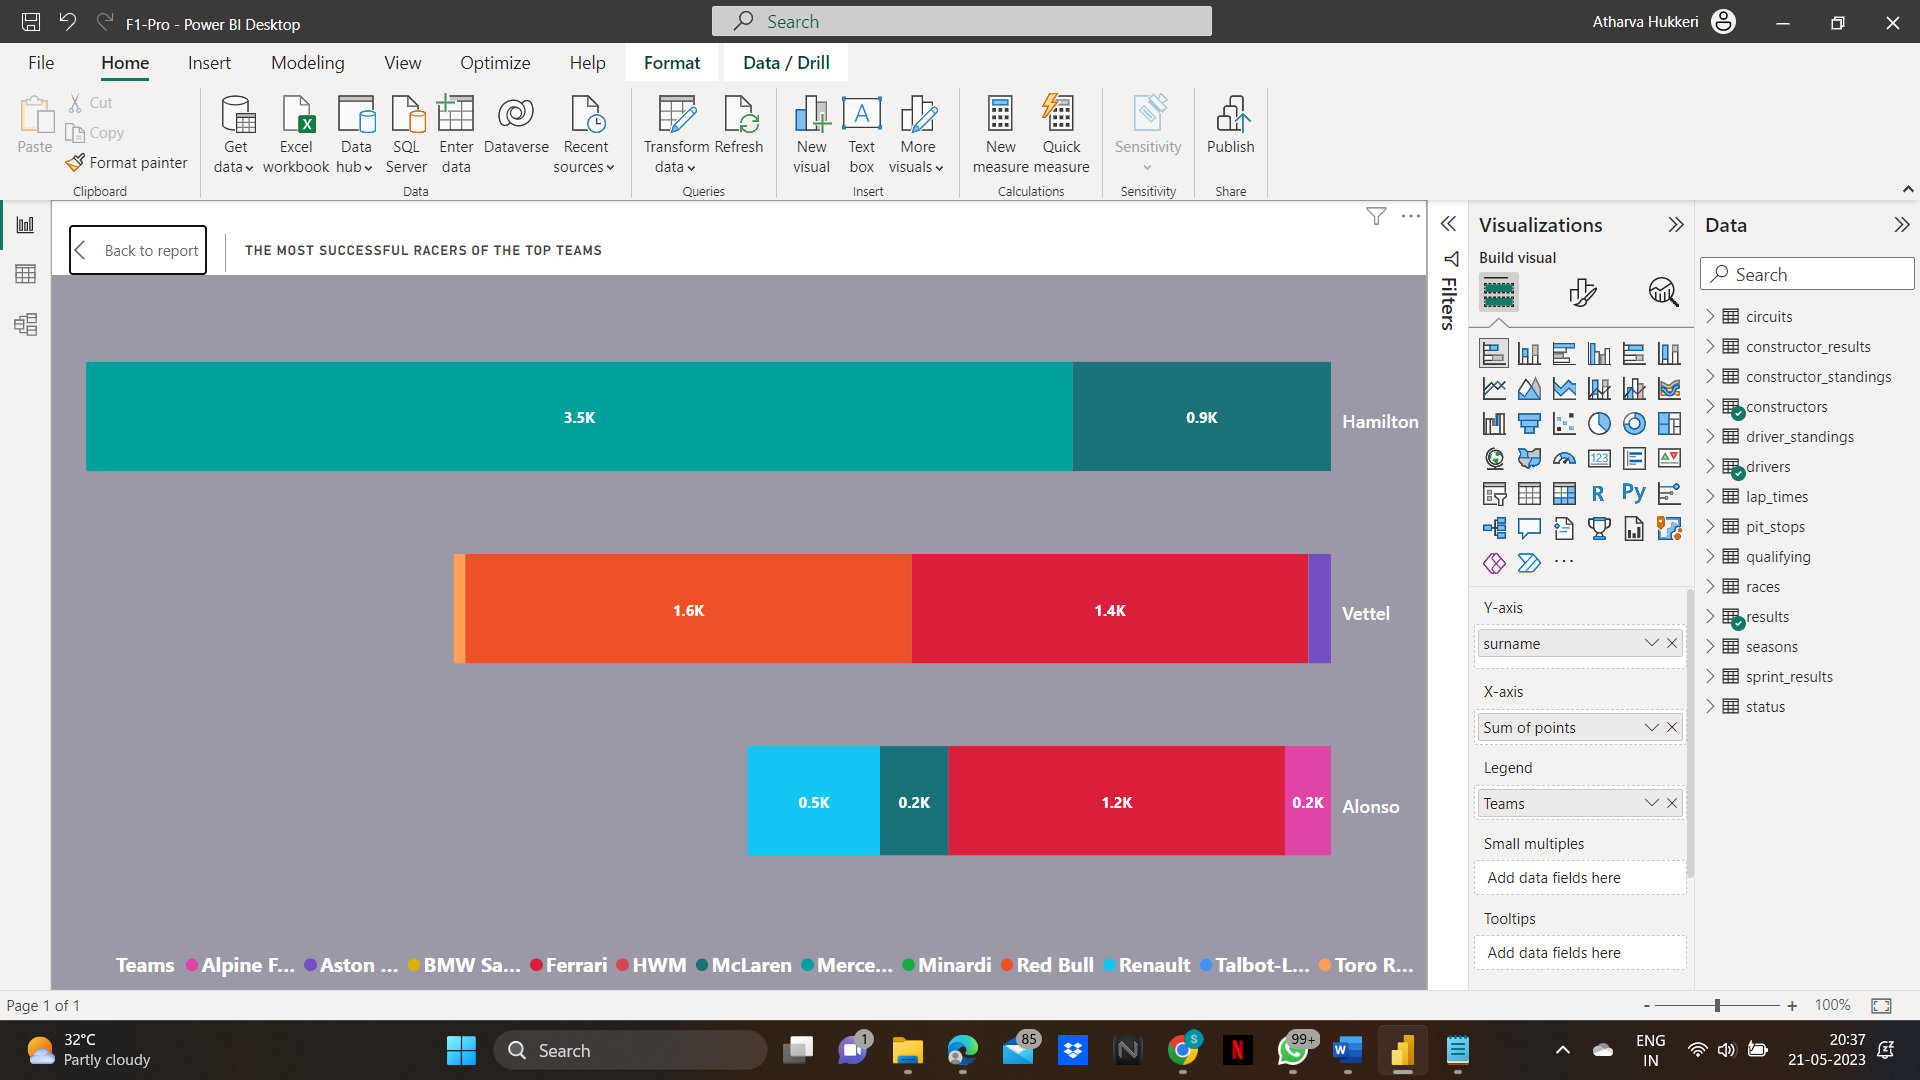 F1-Pro - Power BI Desktop
Search
Atharva Hukkeri
File Home Insert Modeling View Optimize Help Format Data / Drill
Paste
Cut
Copy
Format painter
Clipboard
Get data
Excel workbook
Data hub
SQL Server
Enter data
Dataverse
Recent sources
Data
Transform data
Refresh
Queries
New visual
Text box
More visuals
Insert
New measure
Quick measure
Calculations
Sensitivity
Sensitivity
Publish
Share
Back to report
THE MOST SUCCESSFUL RACERS OF THE TOP TEAMS
3.5K 0.9K Hamilton
1.6K 1.4K Vettel
0.5K 0.2K 1.2K 0.2K Alonso
Teams Alpine F... Aston ... BMW Sa... Ferrari HWM McLaren Merce... Minardi Red Bull Renault Talbot-L... Toro R...
Filters
Visualizations
Build visual
123
R
Py
Y-axis
surname
X-axis
Sum of points
Legend
Teams
Small multiples
Add data fields here
Tooltips
Add data fields here
Data
Search
circuits
constructor_results
constructor_standings
constructors
driver_standings
drivers
lap_times
pit_stops
qualifying
races
results
seasons
sprint_results
status
Page 1 of 1
- + 100%
32°C
Partly cloudy
Search
1
85
S
99+
ENG
IN
20:37
21-05-2023